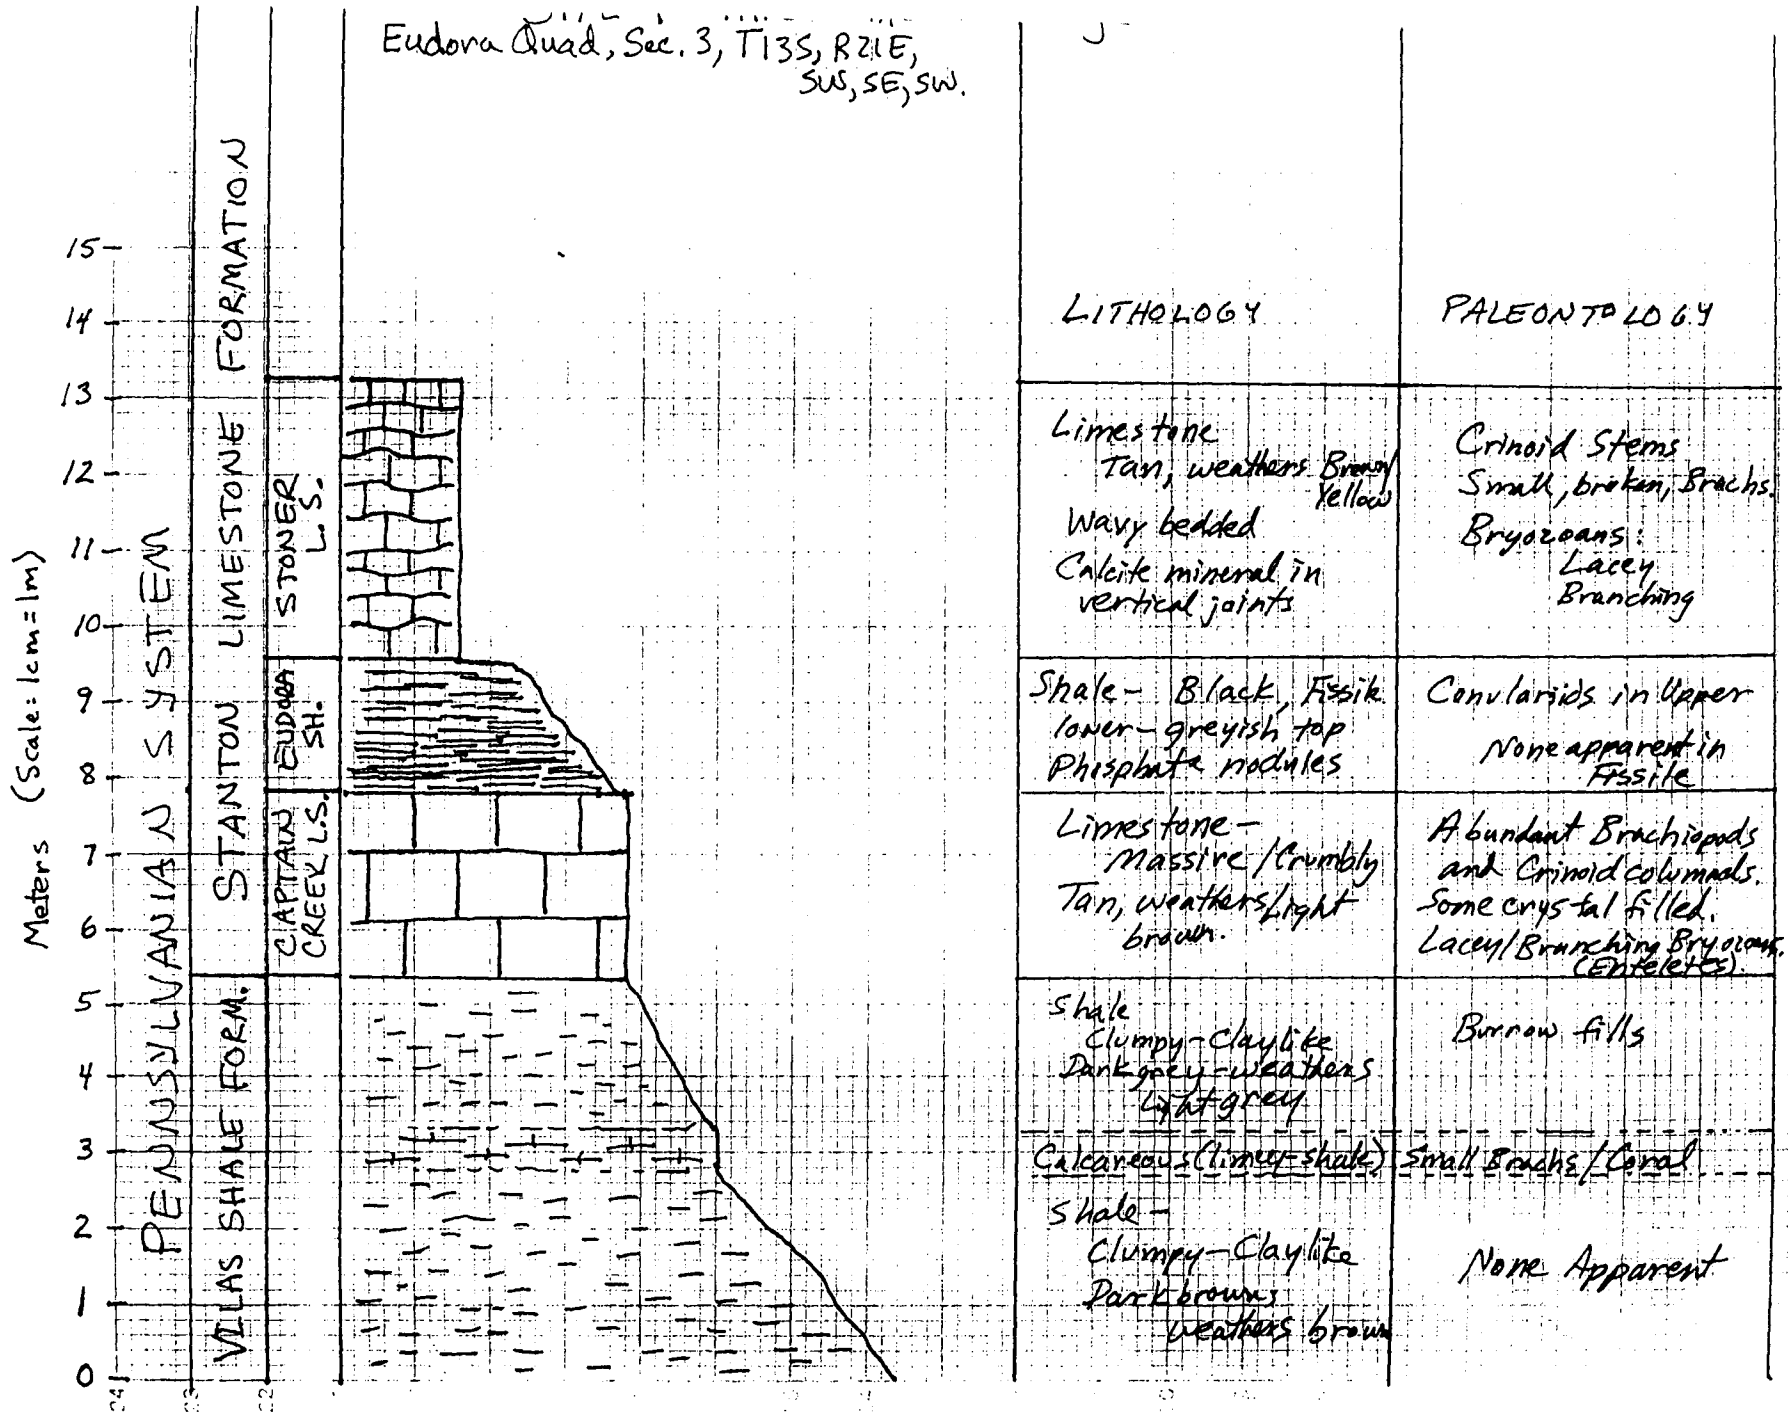 Eudora Quad, Sec. 3, T13S, R21E,
SW, SE, SW.
Meters (Scale: 1cm=1m)
15
14
13
12
11
10
9
8
7
6
5
4
3
2
1
0
PENNSYLVANIAN SYSTEM
STANTON LIMESTONE FORMATION
VILAS SHALE FORM.
STONER
L. S.
EUDORA
SH.
CAPTAIN
CREEK L.S.
LITHOLOGY
Limestone
Tan, weathers Brown/
Yellow
Wavy bedded
Calcite mineral in
vertical joints
Shale- Black, Fissile
lower-greyish top
Phosphate nodules
Limestone-
Massive/Crumbly
Tan, weathers/Light
brown.
Shale
Clumpy-Claylike
Dark grey-weathers
Light grey
Calcareous (limey-shale)
Shale-
Clumpy-Claylike
Dark brown;
weathers brown
PALEONTOLOGY
Crinoid Stems
Small, broken, Brachs.
Bryozoans:
Lacey
Branching
Conulariids in Upper
None apparent in
Fissile
Abundant Brachiopods
and Crinoid columnals.
Some crystal filled.
Lacey/Branching Bryozoans.
(Enteletes).
Burrow fills
Small Brachs/Coral
None Apparent
24
23
22